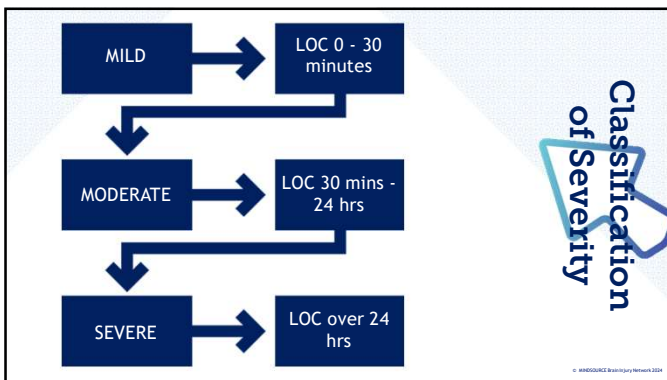 MILD
LOC 0 - 30
minutes
MODERATE
LOC 30 mins -
24 hrs
SEVERE
LOC over 24
hrs
Classification
of Severity
© MINDSOURCE Brain Injury Network 2024